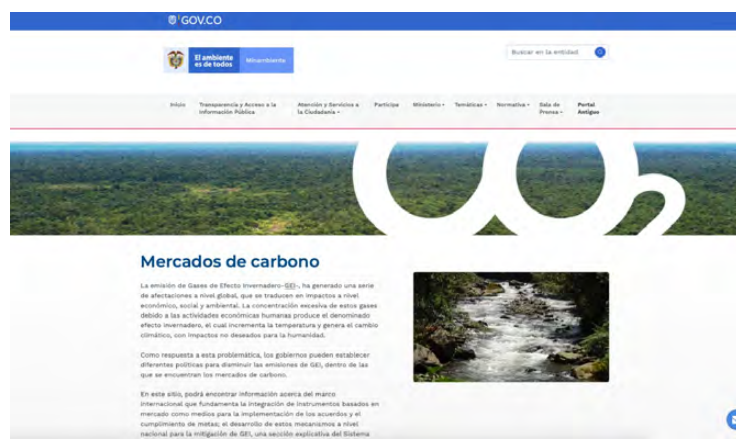 GOV.CO
El ambiente
es de todos
Minambiente
Buscar en la entidad
Inicio
Transparencia y Acceso a la
Información Pública
Atención y Servicios a
la Ciudadanía
Participa
Ministerio
Temáticas
Normativa
Sala de
Prensa
Portal
Antiguo
CO2
Mercados de carbono
La emisión de Gases de Efecto Invernadero-GEI-, ha generado una serie
de afectaciones a nivel global, que se traducen en impactos a nivel
económico, social y ambiental. La concentración excesiva de estos gases
debido a las actividades económicas humanas produce el denominado
efecto invernadero, el cual incrementa la temperatura y genera el cambio
climático, con impactos no deseados para la humanidad.
Como respuesta a esta problemática, los gobiernos pueden establecer
diferentes políticas para disminuir las emisiones de GEI, dentro de las
que se encuentran los mercados de carbono.
En este sitio, podrá encontrar información acerca del marco
internacional que fundamenta la integración de instrumentos basados en
mercado como medios para la implementación de los acuerdos y el
cumplimiento de metas; el desarrollo de estos mecanismos a nivel
nacional para la mitigación de GEI, una sección explicativa del Sistema